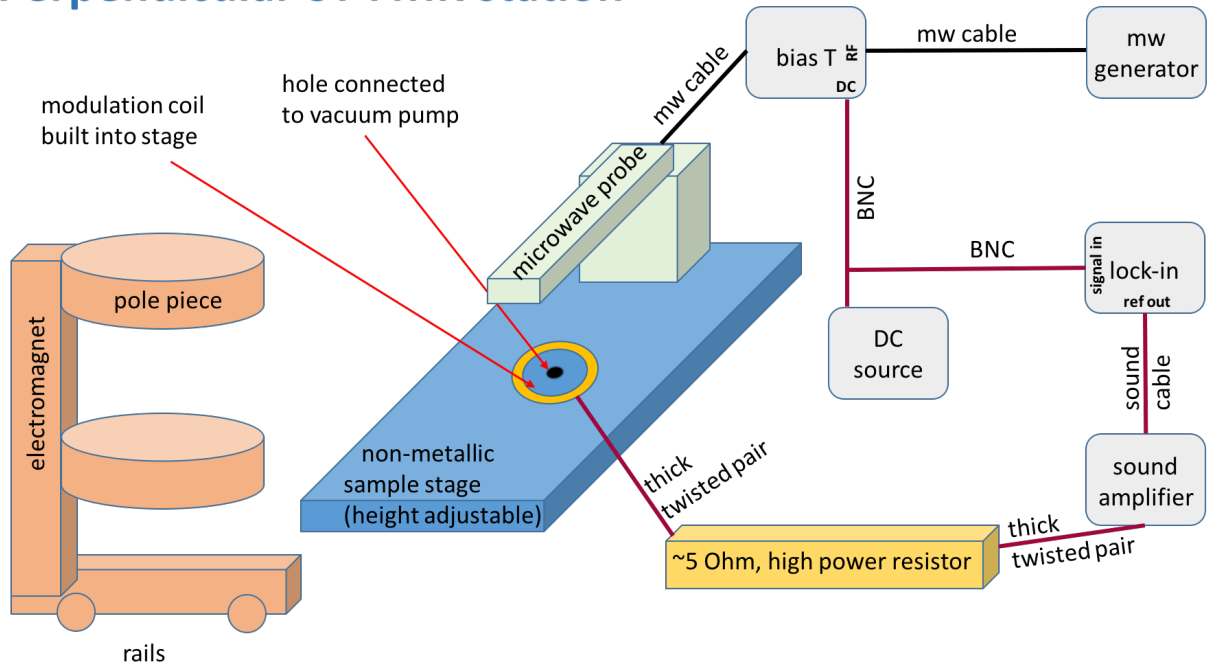 modulation coil
built into stage
hole connected
to vacuum pump
mw cable
bias T
RF
DC
mw cable
mw
generator
microwave probe
BNC
BNC
signal in
lock-in
ref out
DC
source
sound
cable
sound
amplifier
pole piece
electromagnet
non-metallic
sample stage
(height adjustable)
thick
twisted pair
~5 Ohm, high power resistor
thick
twisted pair
rails